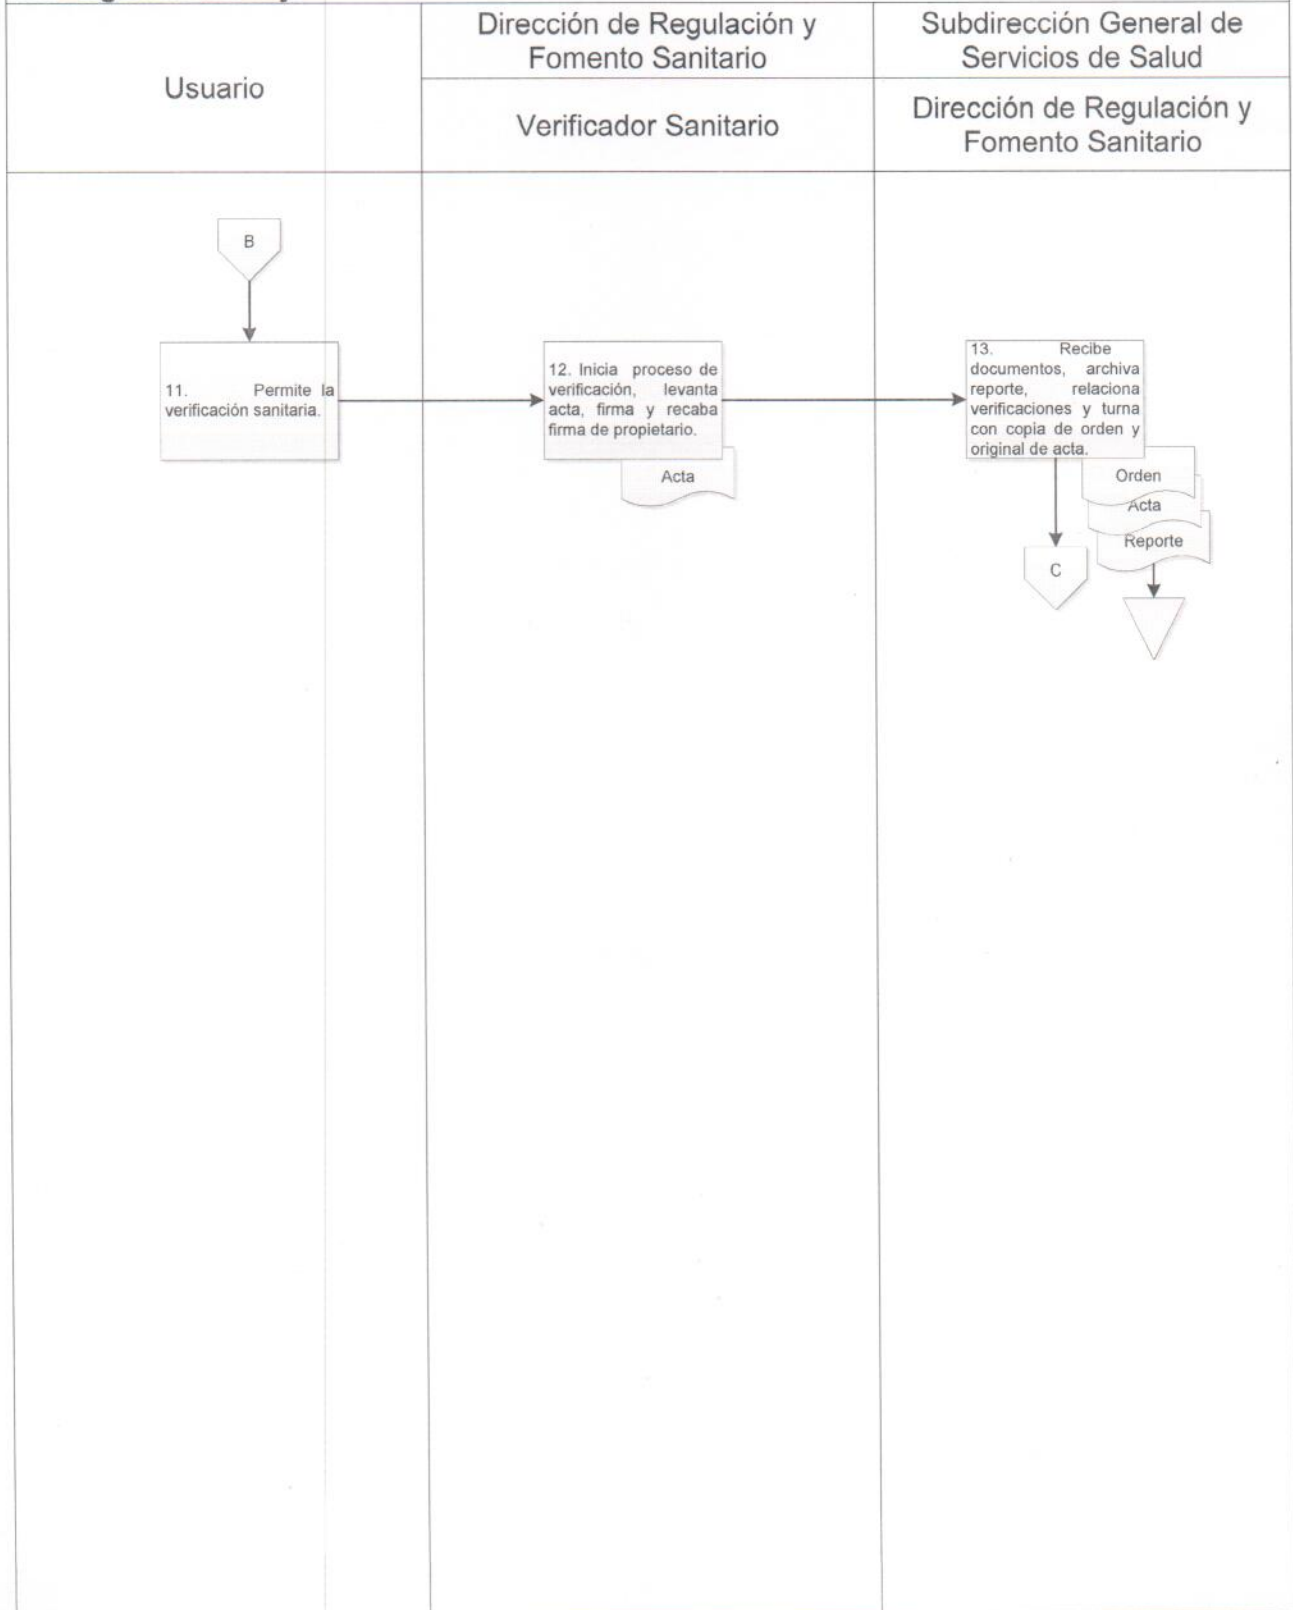 Usuario
Dirección de Regulación y
Fomento Sanitario
Verificador Sanitario
Subdirección General de
Servicios de Salud
Dirección de Regulación y
Fomento Sanitario
B
11. Permite la
verificación sanitaria.
12. Inicia proceso de
verificación, levanta
acta, firma y recaba
firma de propietario.
Acta
13. Recibe
documentos, archiva
reporte, relaciona
verificaciones y turna
con copia de orden y
original de acta.
Orden
Acta
Reporte
C